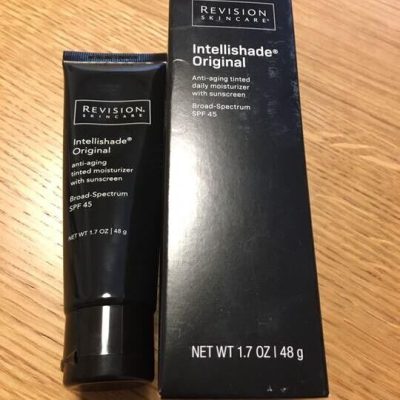 REVISION
SKINCARE®
Intellishade®
Original
anti-aging
tinted moisturizer
with sunscreen
Broad-Spectrum
SPF 45
NET WT 1.7 OZ | 48 g
REVISION
SKINCARE®
Intellishade®
Original
Anti-aging tinted
daily moisturizer
with sunscreen
Broad-Spectrum
SPF 45
NET WT 1.7 OZ | 48 g